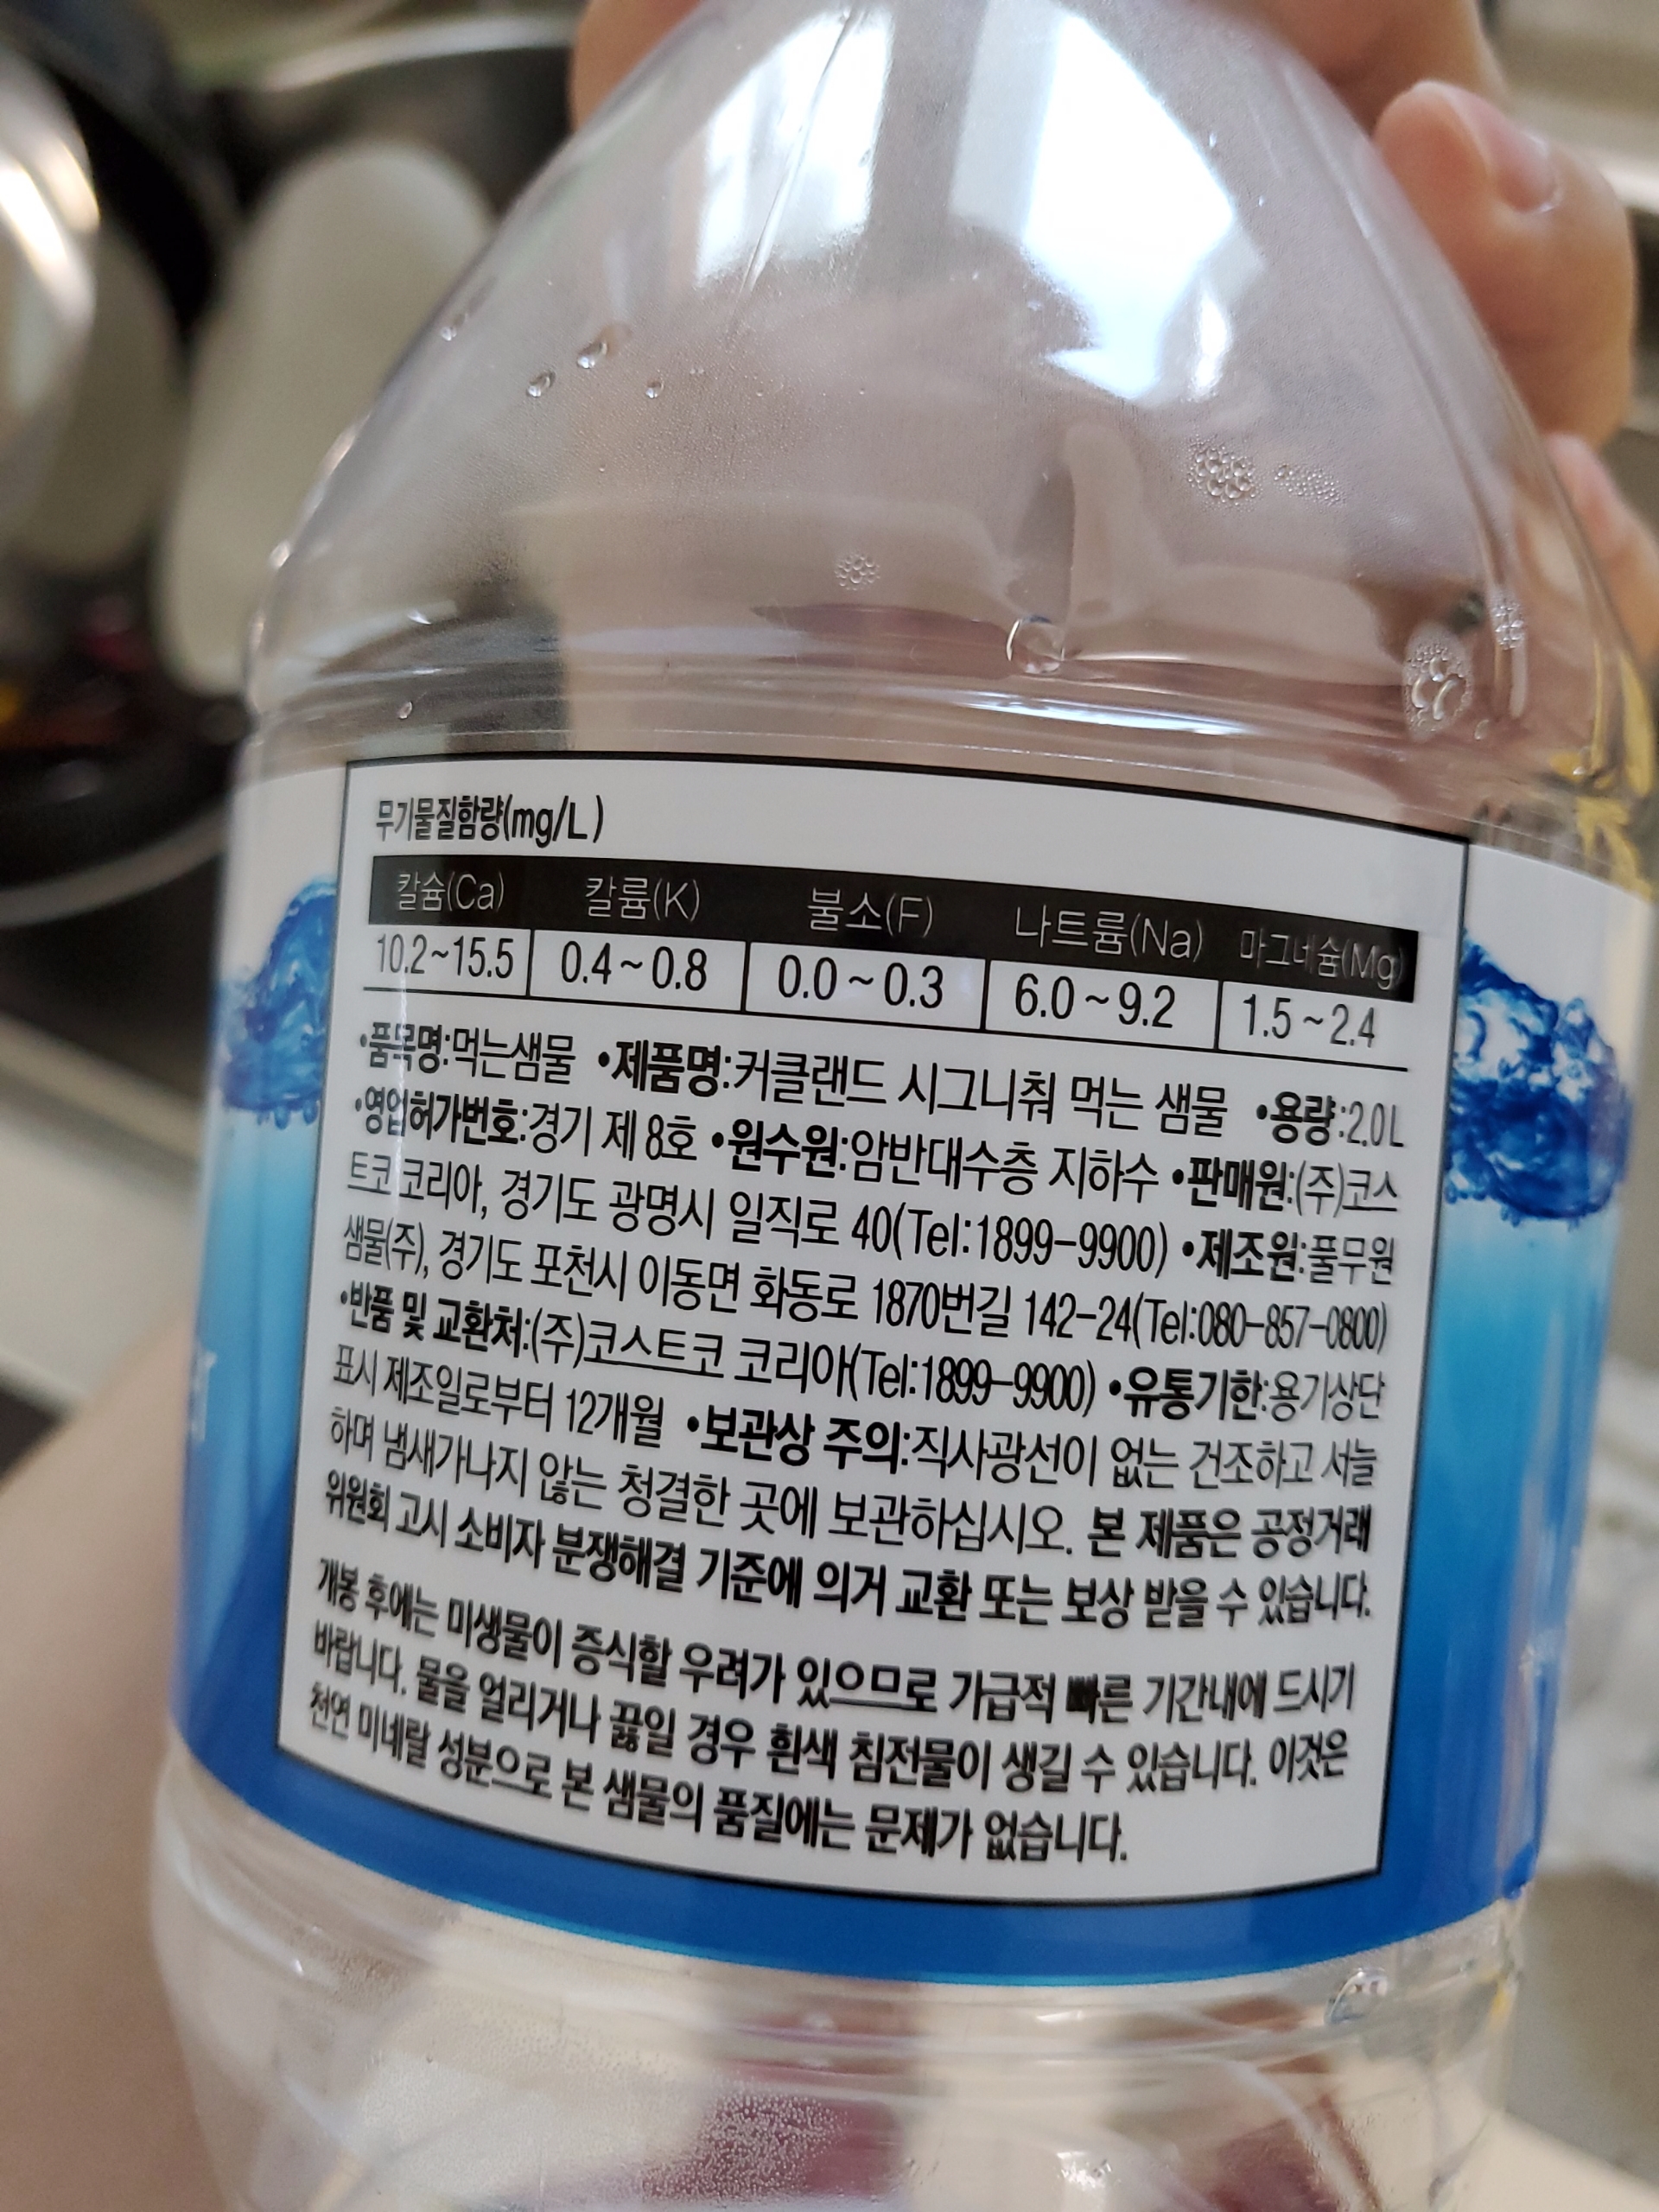 무기물질함량(mg/L)
칼슘(Ca) 칼륨(K) 불소(F) 나트륨(Na) 마그네슘(Mg)
10.2~15.5 0.4~0.8 0.0~0.3 6.0~9.2 1.5~2.4
•품목명:먹는샘물 •제품명:커클랜드 시그니춰 먹는 샘물 •용량:2.0L
•영업허가번호:경기 제 8호 •원수원:암반대수층 지하수 •판매원:(주)코스
트코 코리아, 경기도 광명시 일직로 40(Tel:1899-9900) •제조원:풀무원
샘물(주), 경기도 포천시 이동면 화동로 1870번길 142-24(Tel:080-857-0800)
•반품 및 교환처:(주)코스트코 코리아(Tel:1899-9900) •유통기한:용기상단
표시 제조일로부터 12개월 •보관상 주의:직사광선이 없는 건조하고 서늘
하며 냄새가나지 않는 청결한 곳에 보관하십시오. 본 제품은 공정거래
위원회 고시 소비자 분쟁해결 기준에 의거 교환 또는 보상 받을 수 있습니다.
개봉 후에는 미생물이 증식할 우려가 있으므로 가급적 빠른 기간내에 드시기
바랍니다. 물을 얼리거나 끓일 경우 흰색 침전물이 생길 수 있습니다. 이것은
천연 미네랄 성분으로 본 샘물의 품질에는 문제가 없습니다.